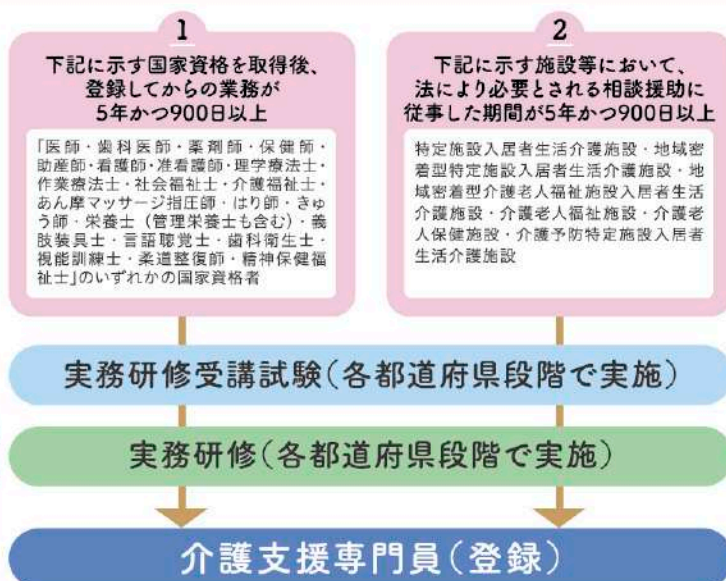 1
下記に示す国家資格を取得後、
登録してからの業務が
5年かつ900日以上
「医師・歯科医師・薬剤師・保健師・
助産師・看護師・准看護師・理学療法士・
作業療法士・社会福祉士・介護福祉士・
あん摩マッサージ指圧師・はり師・きゅ
う師・栄養士（管理栄養士も含む）・義
肢装具士・言語聴覚士・歯科衛生士・
視能訓練士・柔道整復師・精神保健福
祉士」のいずれかの国家資格者
2
下記に示す施設等において、
法により必要とされる相談援助に
従事した期間が5年かつ900日以上
特定施設入居者生活介護施設・地域密
着型特定施設入居者生活介護施設・地
域密着型介護老人福祉施設入居者生活
介護施設・介護老人福祉施設・介護老
人保健施設・介護予防特定施設入居者
生活介護施設
実務研修受講試験（各都道府県段階で実施）
実務研修（各都道府県段階で実施）
介護支援専門員（登録）